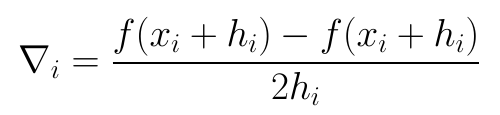 ∇ᵢ = (f(xᵢ + hᵢ) − f(xᵢ + hᵢ)) / 2hᵢ